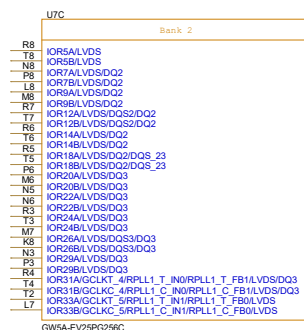 U7C
Bank 2
R8 IOR5A/LVDS
T8 IOR5B/LVDS
N8 IOR7A/LVDS/DQ2
P8 IOR7B/LVDS/DQ2
L8 IOR9A/LVDS/DQ2
M8 IOR9B/LVDS/DQ2
R7 IOR12A/LVDS/DQS2/DQ2
T7 IOR12B/LVDS/DQS2/DQ2
R6 IOR14A/LVDS/DQ2
T6 IOR14B/LVDS/DQ2
R5 IOR18A/LVDS/DQ2/DQS_23
T5 IOR18B/LVDS/DQ2/DQS_23
P6 IOR20A/LVDS/DQ3
M6 IOR20B/LVDS/DQ3
N5 IOR22A/LVDS/DQ3
N6 IOR22B/LVDS/DQ3
R3 IOR24A/LVDS/DQ3
T3 IOR24B/LVDS/DQ3
M7 IOR26A/LVDS/DQS3/DQ3
K8 IOR26B/LVDS/DQS3/DQ3
N3 IOR29A/LVDS/DQ3
P3 IOR29B/LVDS/DQ3
R4 IOR31A/GCLKT_4/RPLL1_T_IN0/RPLL1_T_FB1/LVDS/DQ3
T4 IOR31B/GCLKC_4/RPLL1_C_IN0/RPLL1_C_FB1/LVDS/DQ3
T2 IOR33A/GCLKT_5/RPLL1_T_IN1/RPLL1_T_FB0/LVDS
L7 IOR33B/GCLKC_5/RPLL1_C_IN1/RPLL1_C_FB0/LVDS
GW5A-EV25PG256C